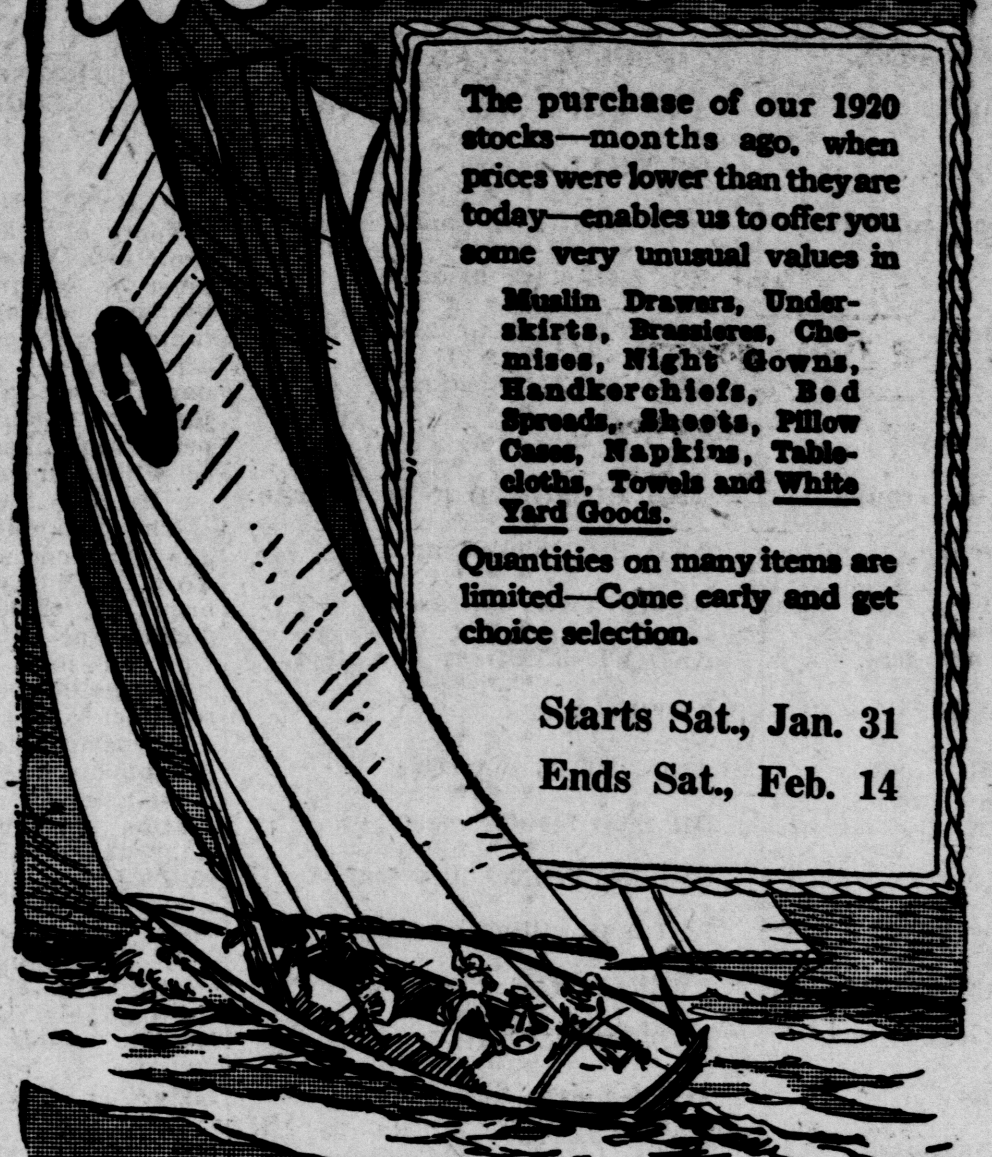 The purchase of our 1920
stocks—months ago, when
prices were lower than they are
today—enables us to offer you
some very unusual values in
Muslin Drawers, Under-
skirts, Brassieres, Che-
mises, Night Gowns,
Handkerchiefs, Bed
Spreads, Sheets, Pillow
Cases, Napkins, Table-
cloths, Towels and White
Yard Goods.
Quantities on many items are
limited—Come early and get
choice selection.
Starts Sat., Jan. 31
Ends Sat., Feb. 14